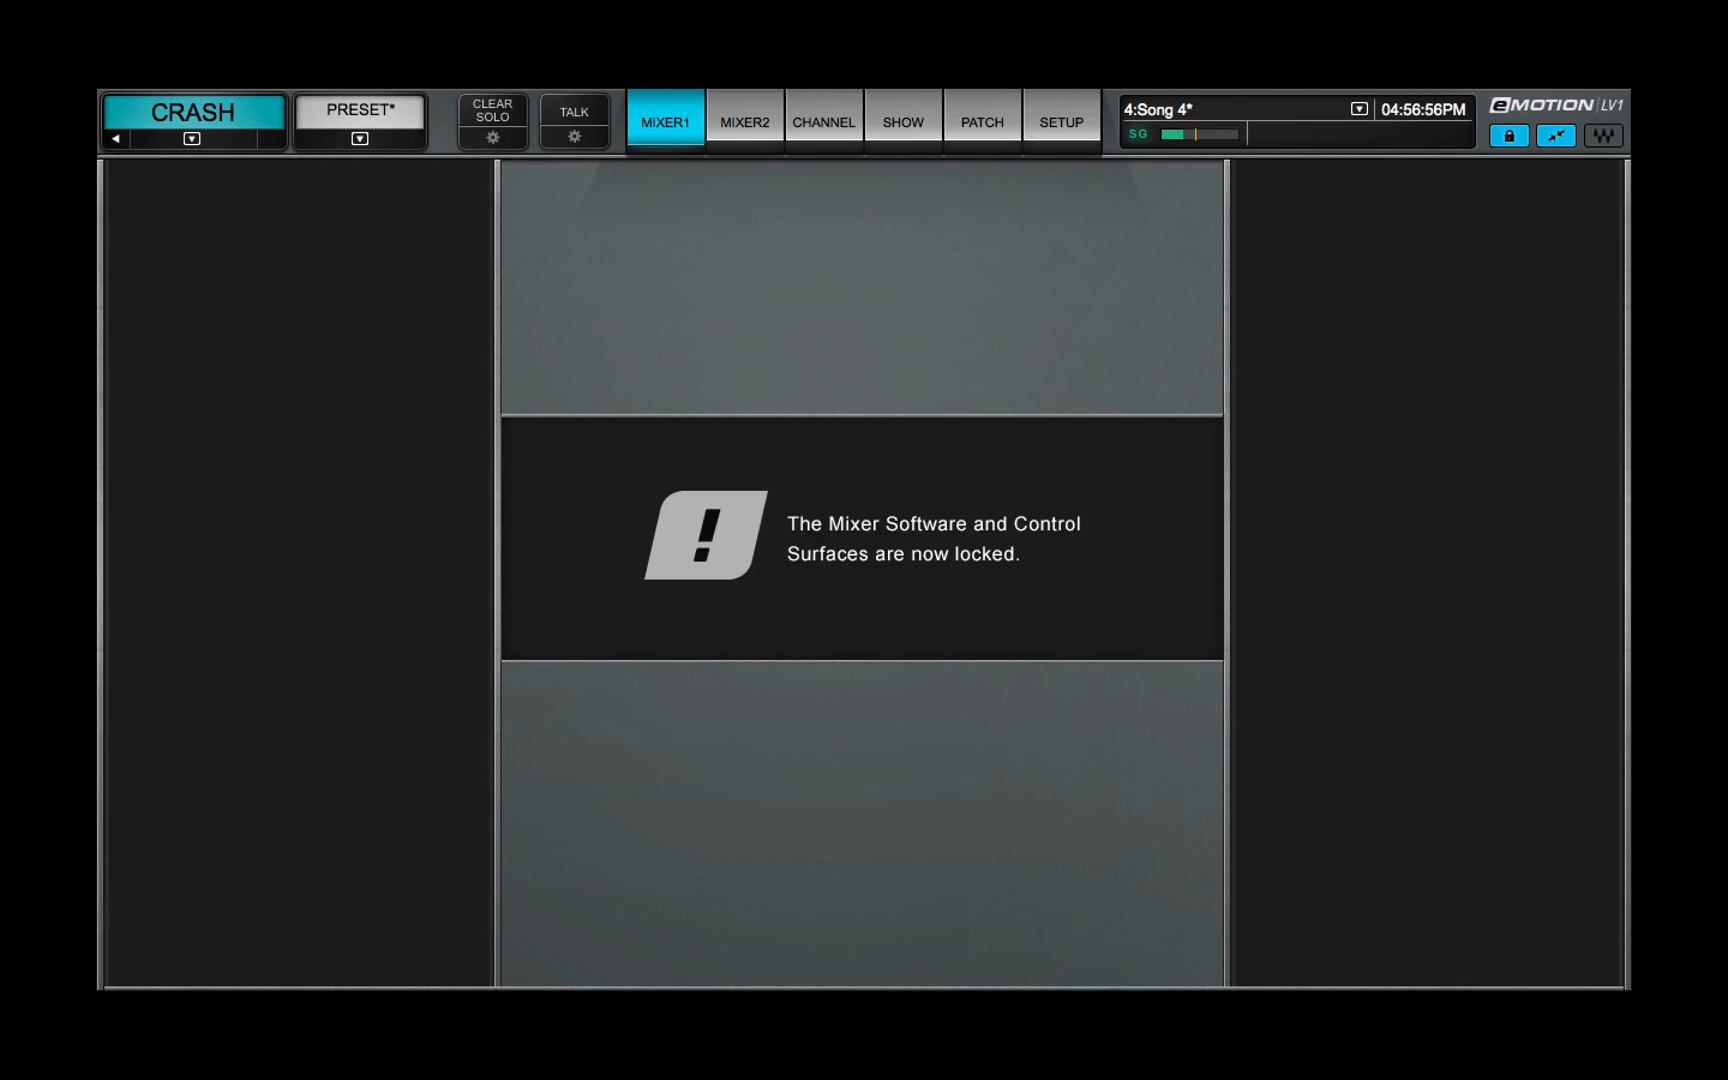 CRASH
PRESET*
CLEAR
SOLO
TALK
MIXER1
MIXER2
CHANNEL
SHOW
PATCH
SETUP
4:Song 4*
04:56:56PM
SG
eMOTION LV1
The Mixer Software and Control
Surfaces are now locked.